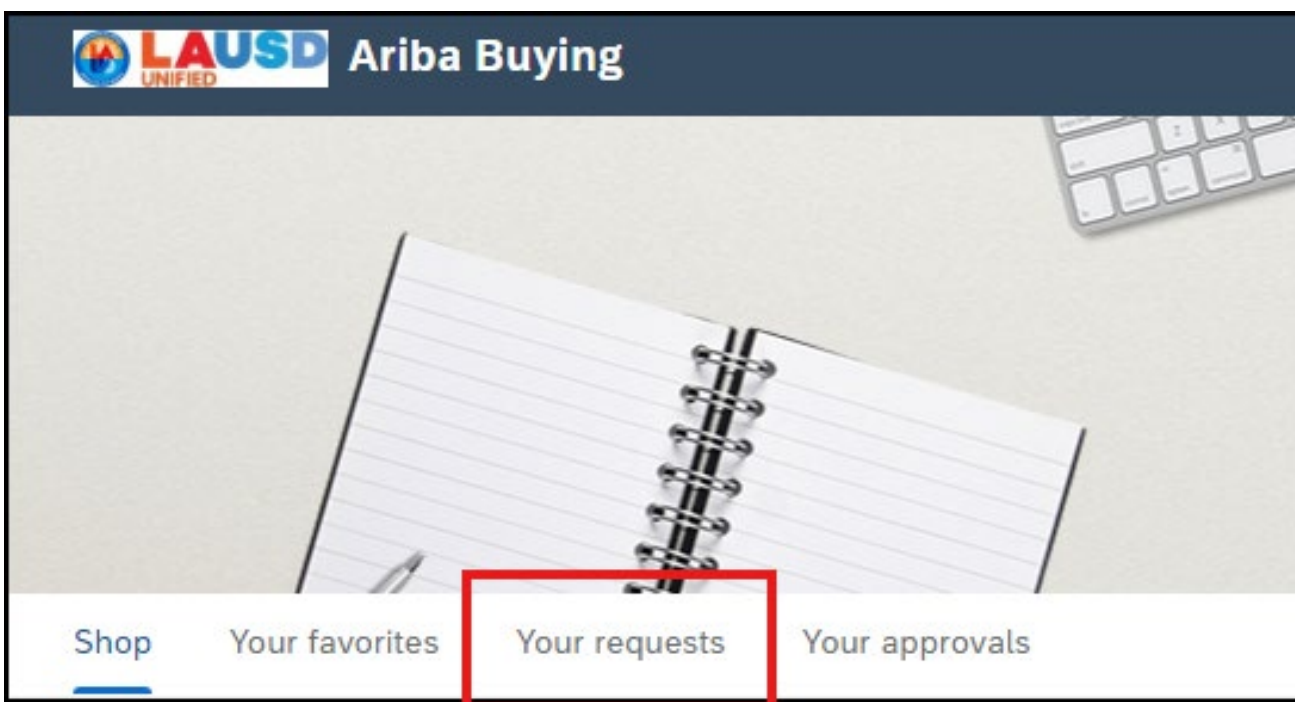 LAUSD
UNIFIED
Ariba Buying
Z X
Shop Your favorites Your requests Your approvals